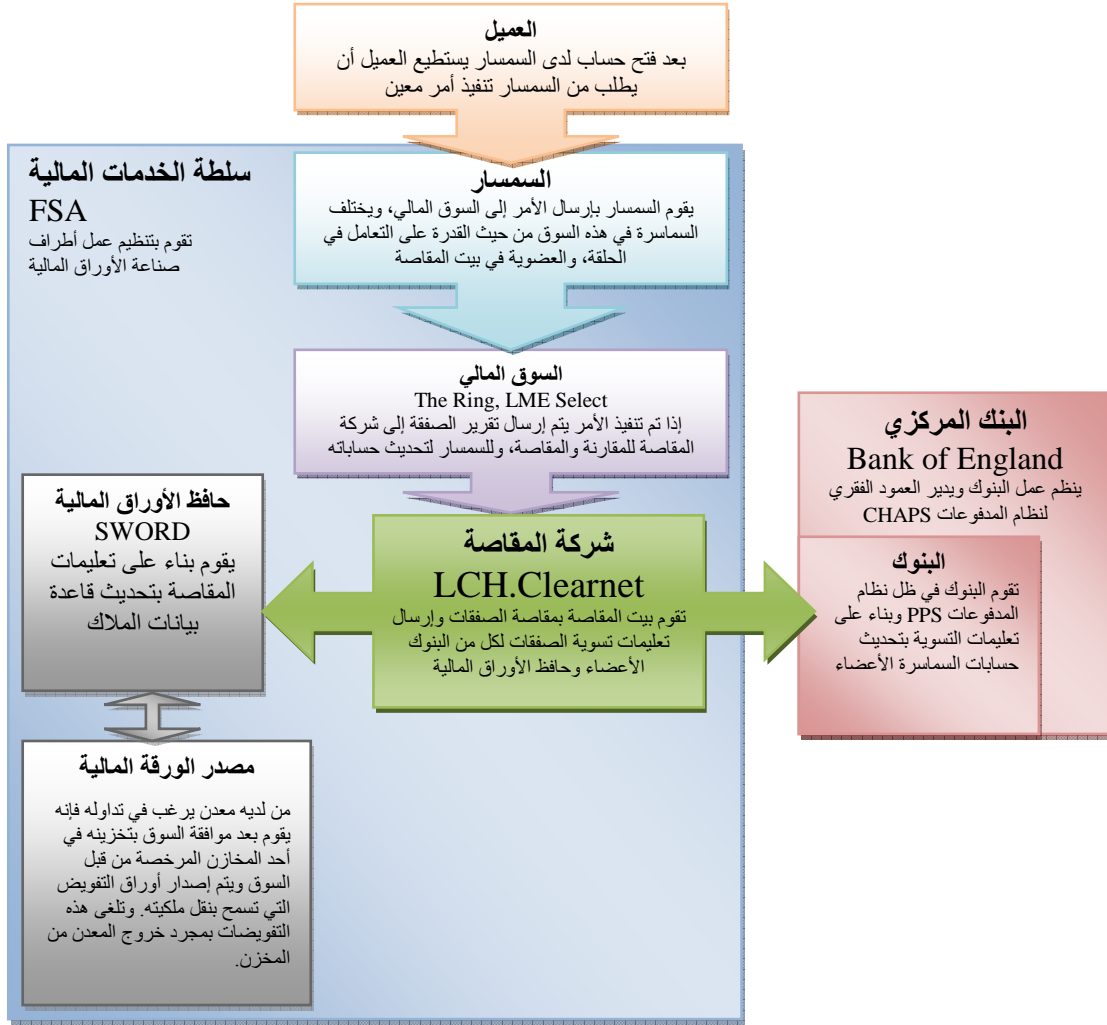 العميل
بعد فتح حساب لدى السمسار يستطيع العميل أن
يطلب من السمسار تنفيذ أمر معين
سلطة الخدمات المالية
FSA
تقوم بتنظيم عمل أطراف
صناعة الأوراق المالية
السمسار
يقوم السمسار بإرسال الأمر إلى السوق المالي، ويختلف
السماسرة في هذه السوق من حيث القدرة على التعامل في
الحلقة، والعضوية في بيت المقاصة
السوق المالي
The Ring, LME Select
إذا تم تنفيذ الأمر يتم إرسال تقرير الصفقة إلى شركة
المقاصة للمقارنة والمقاصة، وللسمسار لتحديث حساباته
البنك المركزي
Bank of England
ينظم عمل البنوك ويدير العمود الفقري
لنظام المدفوعات CHAPS
البنوك
تقوم البنوك في ظل نظام
المدفوعات PPS وبناء على
تعليمات التسوية بتحديث
حسابات السماسرة الأعضاء
شركة المقاصة
LCH.Clearnet
تقوم بيت المقاصة بمقاصة الصفقات وإرسال
تعليمات تسوية الصفقات لكل من البنوك
الأعضاء وحافظ الأوراق المالية
حافظ الأوراق المالية
SWORD
يقوم بناء على تعليمات
المقاصة بتحديث قاعدة
بيانات الملاك
مصدر الورقة المالية
من لديه معدن يرغب في تداوله فإنه
يقوم بعد موافقة السوق بتخزينه في
أحد المخازن المرخصة من قبل
السوق ويتم إصدار أوراق التفويض
التي تسمح بنقل ملكيته. وتلغى هذه
التفويضات بمجرد خروج المعدن من
المخزن.